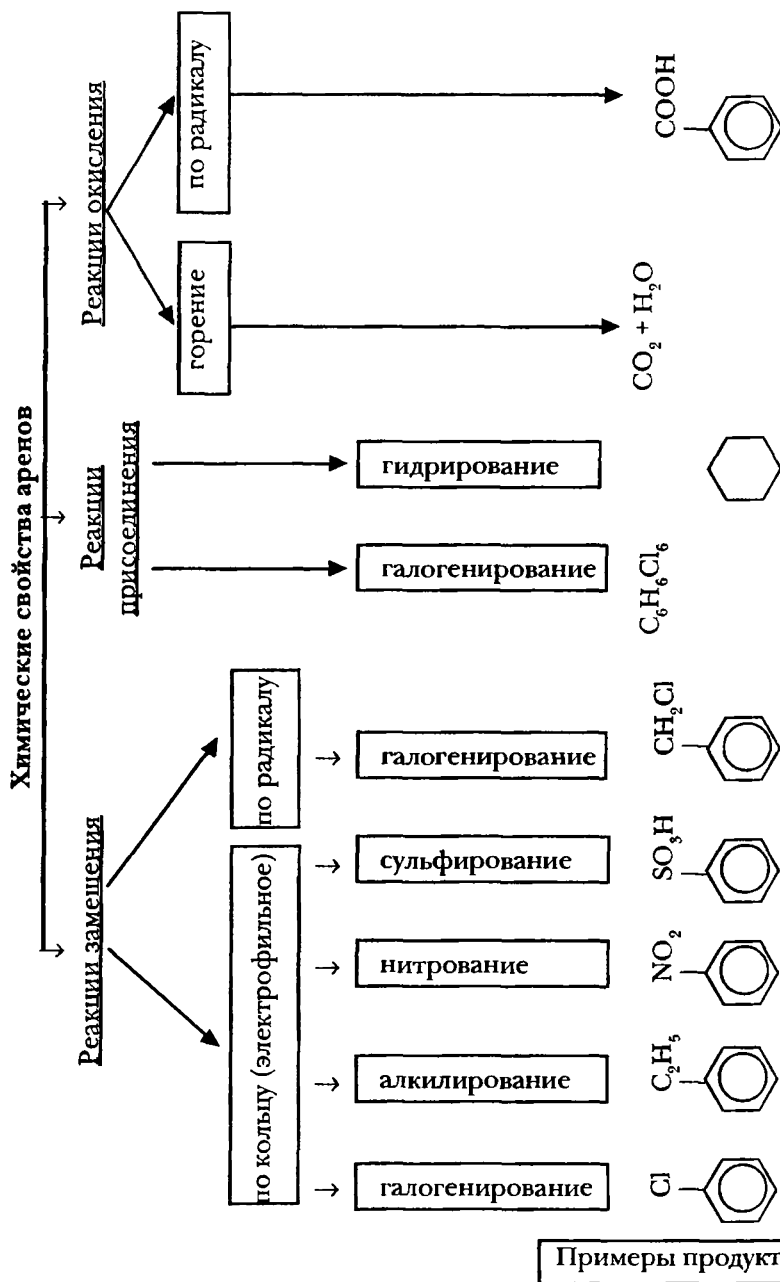 Химические свойства аренов
Реакции замещения
Реакции
присоединения
Реакции окисления
по кольцу (электрофильное)
по радикалу
горение
по радикалу
галогенирование
алкилирование
нитрование
сульфирование
галогенирование
галогенирование
гидрирование
Cl
C₂H₅
NO₂
SO₃H
CH₂Cl
C₆H₆Cl₆
CO₂ + H₂O
COOH
Примеры продукт